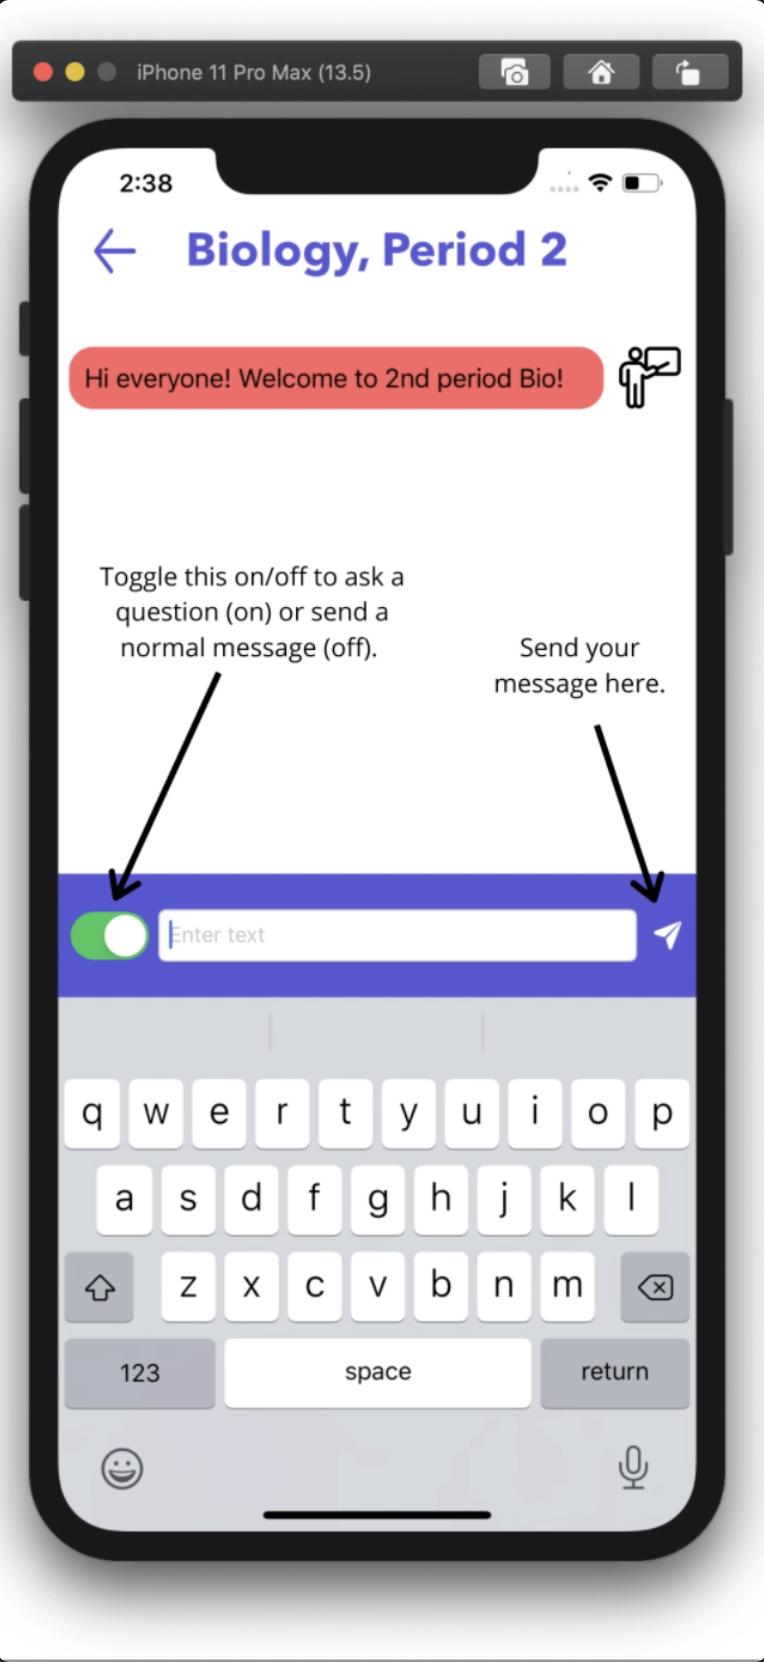 iPhone 11 Pro Max (13.5)
2:38
Biology, Period 2
Hi everyone! Welcome to 2nd period Bio!
Toggle this on/off to ask a
question (on) or send a
normal message (off).
Send your
message here.
Enter text
q w e r t y u i o p
a s d f g h j k l
z x c v b n m
123 space return